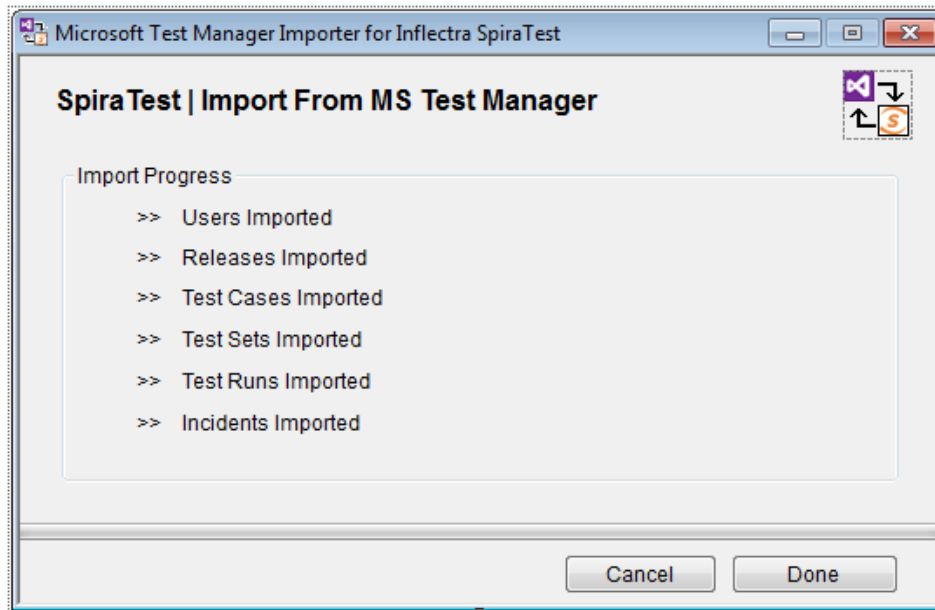 Microsoft Test Manager Importer for Inflectra SpiraTest
SpiraTest | Import From MS Test Manager
Import Progress
>> Users Imported
>> Releases Imported
>> Test Cases Imported
>> Test Sets Imported
>> Test Runs Imported
>> Incidents Imported
Cancel Done